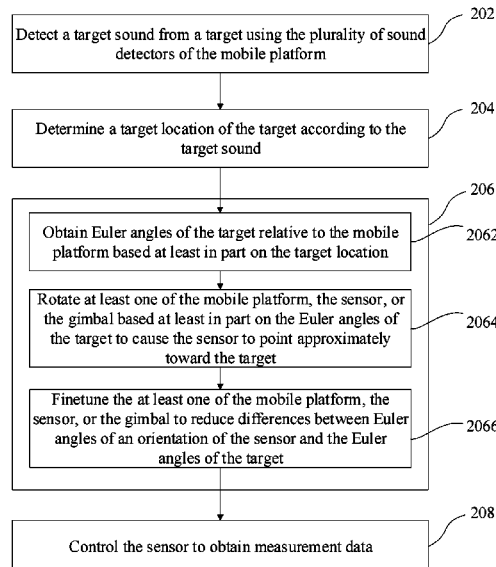 Detect a target sound from a target using the plurality of sound
detectors of the mobile platform
202
Determine a target location of the target according to the
target sound
204
206
Obtain Euler angles of the target relative to the mobile
platform based at least in part on the target location
2062
Rotate at least one of the mobile platform, the sensor, or
the gimbal based at least in part on the Euler angles of
the target to cause the sensor to point approximately
toward the target
2064
Finetune the at least one of the mobile platform, the
sensor, or the gimbal to reduce differences between Euler
angles of an orientation of the sensor and the Euler
angles of the target
2066
Control the sensor to obtain measurement data
208